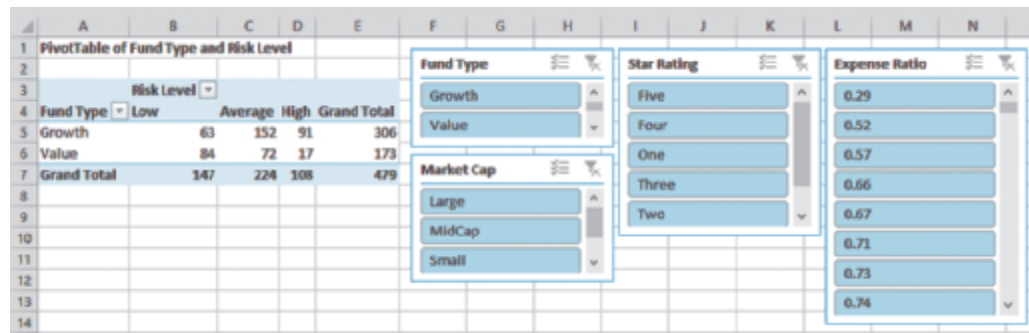 A B C D E F G H I J K L M N
1 PivotTable of Fund Type and Risk Level
2
3 Risk Level
4 Fund Type Low Average High Grand Total
5 Growth 63 152 91 306
6 Value 84 72 17 173
7 Grand Total 147 224 108 479
8
9
10
11
12
13
14
Fund Type
Growth
Value
Market Cap
Large
MidCap
Small
Star Rating
Five
Four
One
Three
Two
Expense Ratio
0.29
0.52
0.57
0.66
0.67
0.71
0.73
0.74